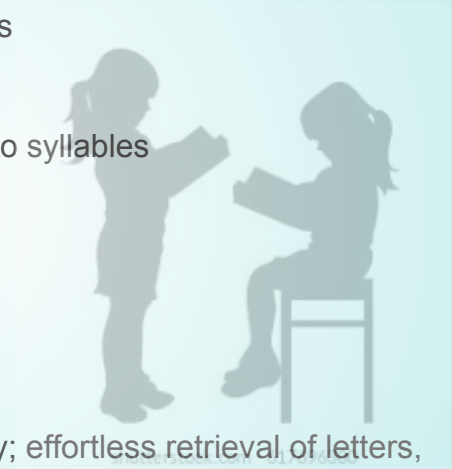 s
o syllables
y; effortless retrieval of letters,